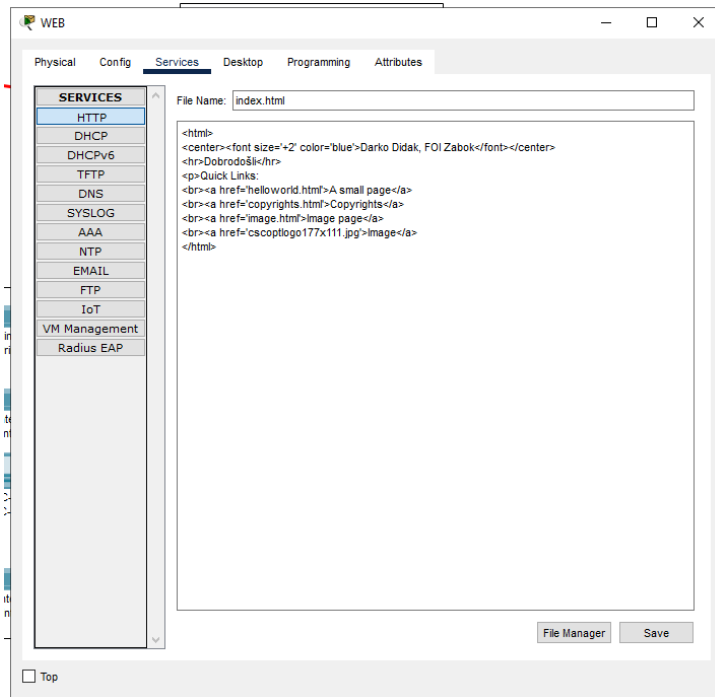 WEB
Physical Config Services Desktop Programming Attributes
SERVICES
HTTP
DHCP
DHCPv6
TFTP
DNS
SYSLOG
AAA
NTP
EMAIL
FTP
IoT
VM Management
Radius EAP
File Name: index.html
<html>
<center><font size='+2' color='blue'>Darko Didak, FOI Zabok</font></center>
<hr>Dobrodošli</hr>
<p>Quick Links:
<br><a href='helloworld.html'>A small page</a>
<br><a href='copyrights.html'>Copyrights</a>
<br><a href='image.html'>Image page</a>
<br><a href='cscoptlogo177x111.jpg'>Image</a>
</html>
File Manager Save
Top